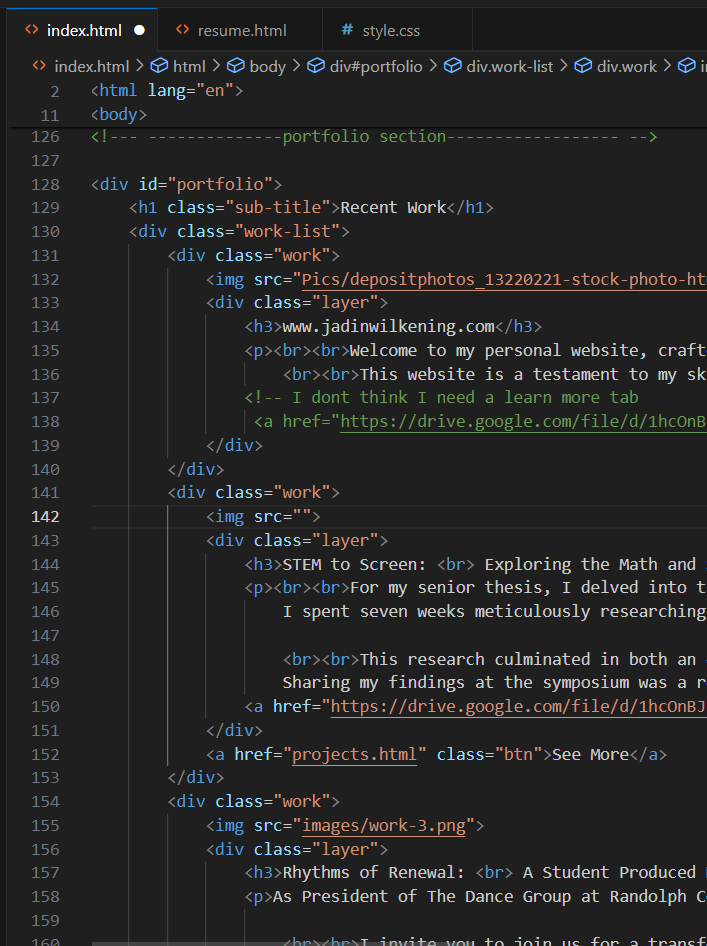 index.html
resume.html
# style.css
index.html > html > body > div#portfolio > div.work-list > div.work >
2 <html lang="en">
11 <body>
126 <!--- --------------portfolio section------------------ -->
127
128 <div id="portfolio">
129 <h1 class="sub-title">Recent Work</h1>
130 <div class="work-list">
131 <div class="work">
132 <img src="Pics/depositphotos_13220221-stock-photo-ht
133 <div class="layer">
134 <h3>www.jadinwilkening.com</h3>
135 <p><br><br>Welcome to my personal website, craft
136 <br><br>This website is a testament to my sk
137 <!-- I dont think I need a learn more tab
138 <a href="https://drive.google.com/file/d/1hcOnB
139 </div>
140 </div>
141 <div class="work">
142 <img src="">
143 <div class="layer">
144 <h3>STEM to Screen: <br> Exploring the Math and
145 <p><br><br>For my senior thesis, I delved into t
146 I spent seven weeks meticulously researching
147
148 <br><br>This research culminated in both an
149 Sharing my findings at the symposium was a r
150 <a href="https://drive.google.com/file/d/1hcOnBJ
151 </div>
152 <a href="projects.html" class="btn">See More</a>
153 </div>
154 <div class="work">
155 <img src="images/work-3.png">
156 <div class="layer">
157 <h3>Rhythms of Renewal: <br> A Student Produced
158 <p>As President of The Dance Group at Randolph C
159
160 <br><br>I invite you to join us for a transf